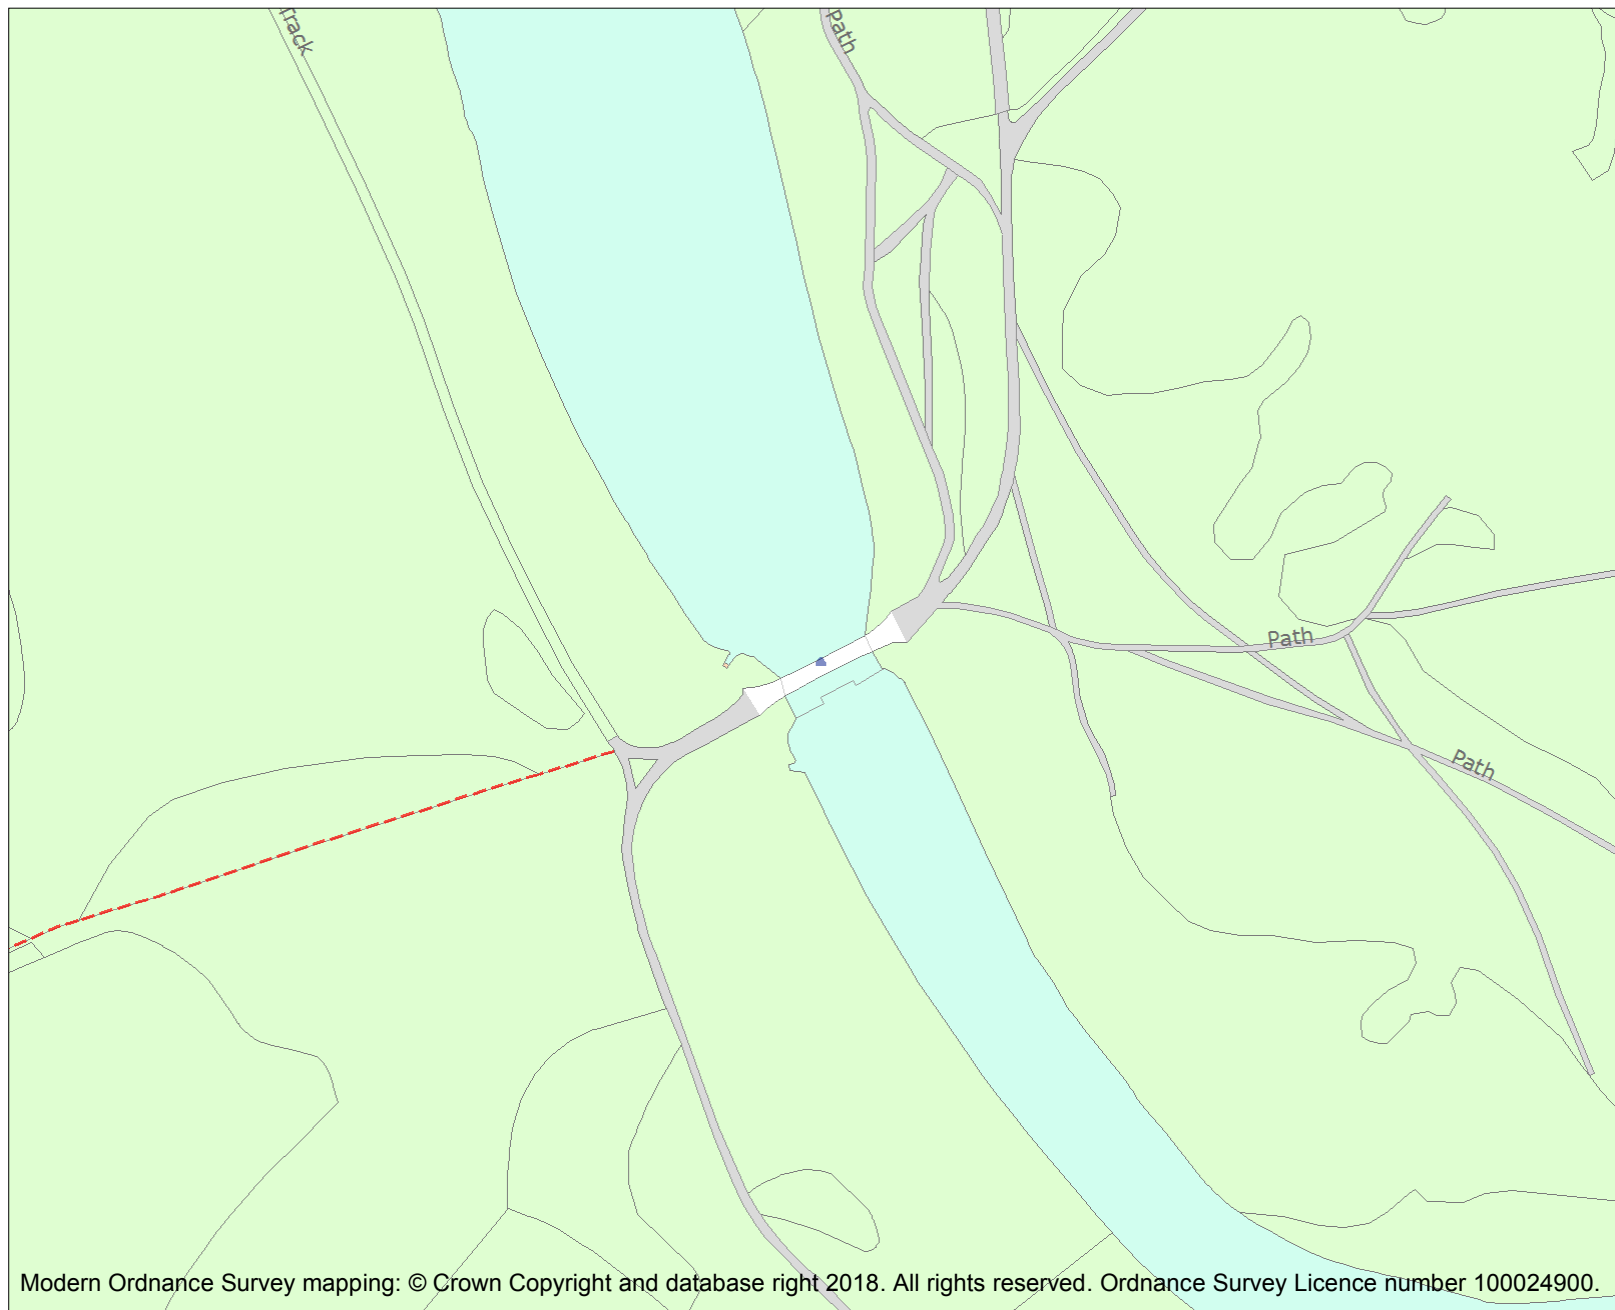 Track
Path
Path
Path
Modern Ordnance Survey mapping: © Crown Copyright and database right 2018. All rights reserved. Ordnance Survey Licence number 100024900.